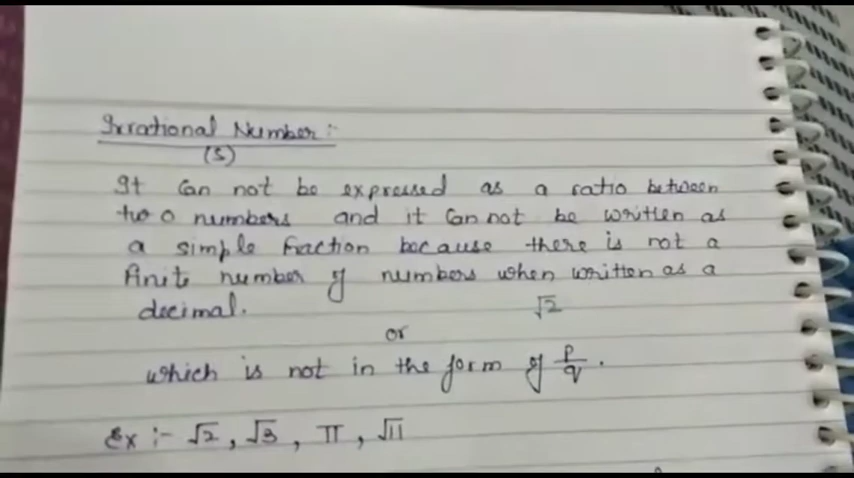 Irrational Number :-
(S)
It can not be expressed as a ratio between
two numbers and it can not be written as
a simple fraction because there is not a
finite number of numbers when written as a
decimal.
√2
or
which is not in the form of p/q .
Ex :- √2, √3, π, √11